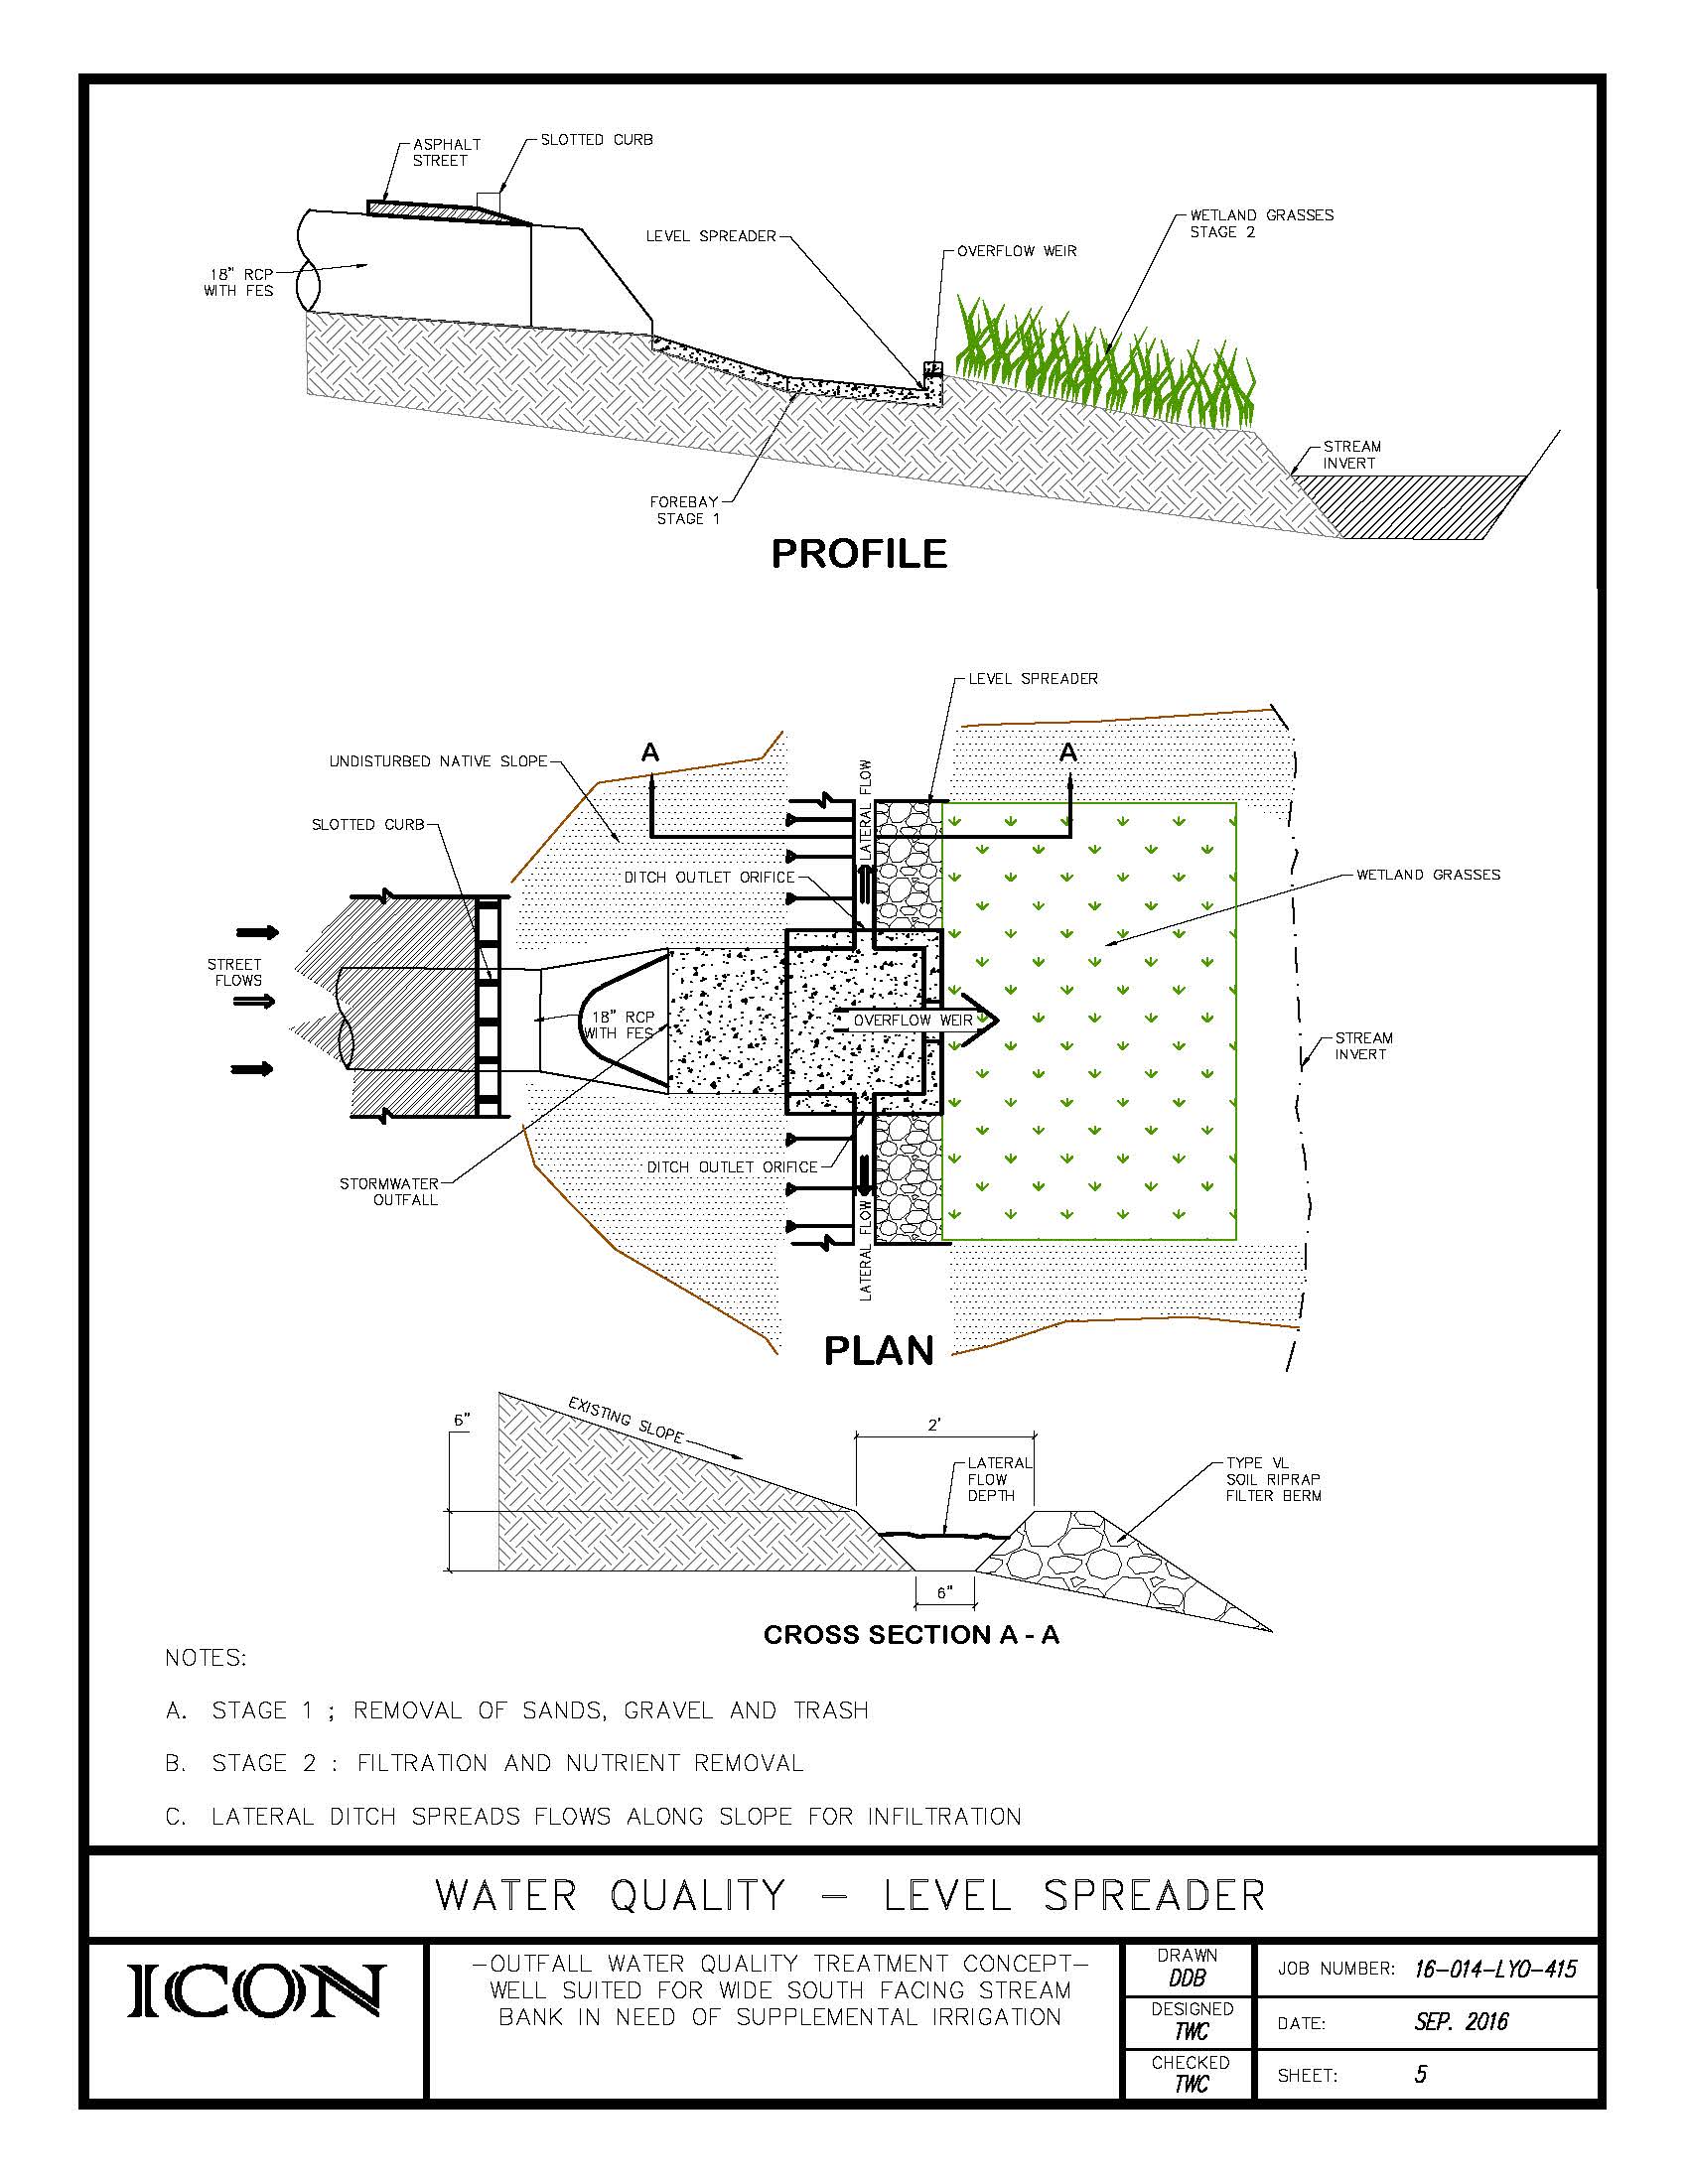 ASPHALT
STREET
SLOTTED CURB
WETLAND GRASSES
STAGE 2
LEVEL SPREADER
OVERFLOW WEIR
18" RCP
WITH FES
STREAM
INVERT
FOREBAY
STAGE 1
PROFILE
LEVEL SPREADER
A
A
UNDISTURBED NATIVE SLOPE
LATERAL FLOW
SLOTTED CURB
DITCH OUTLET ORIFICE
WETLAND GRASSES
STREET
FLOWS
18" RCP
WITH FES
OVERFLOW WEIR
STREAM
INVERT
DITCH OUTLET ORIFICE
STORMWATER
OUTFALL
LATERAL FLOW
PLAN
EXISTING SLOPE
6"
2'
LATERAL
FLOW
DEPTH
TYPE VL
SOIL RIPRAP
FILTER BERM
6"
CROSS SECTION A - A
NOTES:
A. STAGE 1 ; REMOVAL OF SANDS, GRAVEL AND TRASH
B. STAGE 2 : FILTRATION AND NUTRIENT REMOVAL
C. LATERAL DITCH SPREADS FLOWS ALONG SLOPE FOR INFILTRATION
WATER QUALITY – LEVEL SPREADER
ICON
–OUTFALL WATER QUALITY TREATMENT CONCEPT–
WELL SUITED FOR WIDE SOUTH FACING STREAM
BANK IN NEED OF SUPPLEMENTAL IRRIGATION
DRAWN
DDB
DESIGNED
TWC
CHECKED
TWC
JOB NUMBER: 16–014–LYO–415
DATE: SEP. 2016
SHEET: 5